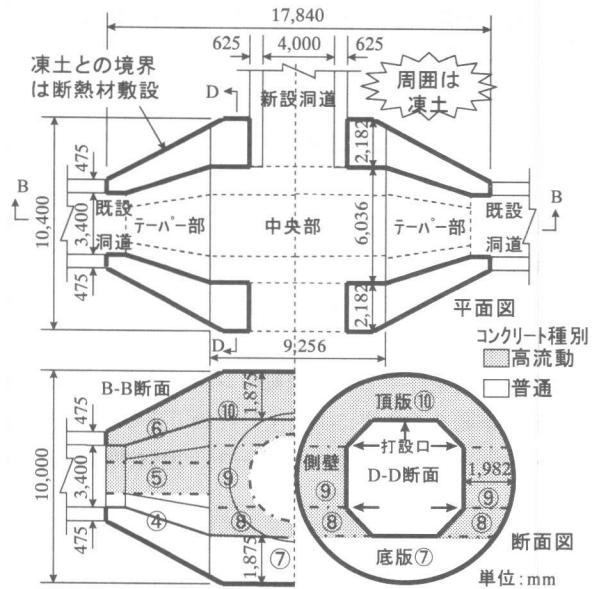 17,840
625
4,000
625
凍土との境界
は断熱材敷設
D
新設洞道
周囲は
凍土
475
2,182
B
10,400
3,400
既設
洞道
テーパー部
中央部
6,036
テーパー部
既設
洞道
B
475
2,182
平面図
D
9,256
コンクリート種別
高流動
普通
B-B断面
1,875
⑩
頂版⑩
475
⑥
打設口
10,000
3,400
⑤
⑨
側壁
D-D断面
1,982
⑨
⑨
④
⑧
⑧
⑧
475
1,875
⑦
底版⑦
断面図
単位:mm